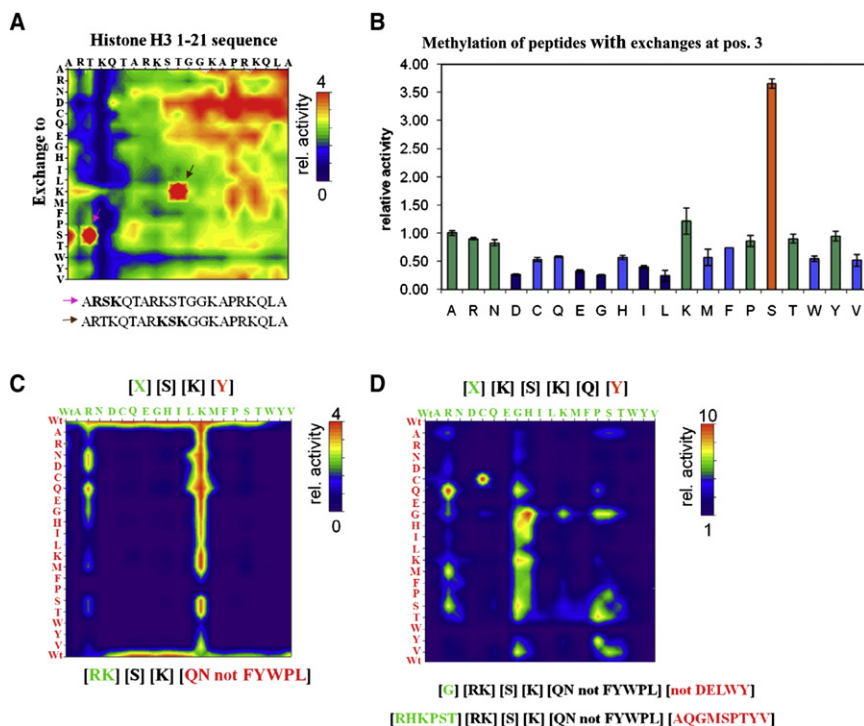 A
Histone H3 1-21 sequence
A R T K Q T A R K S T G G K A P R K Q L A
A
R
N
D
C
Q
E
G
H
I
L
K
M
F
P
S
T
W
Y
V
Exchange to
4
rel. activity
0
ARSKQTARKSTGGKAPRKQLA
ARTKQTARKSKGGKAPRKQLA
B
Methylation of peptides with exchanges at pos. 3
relative activity
4.00
3.50
3.00
2.50
2.00
1.50
1.00
0.50
0.00
A R N D C Q E G H I L K M F P S T W Y V
C
[X] [S] [K] [Y]
Wt A R N D C Q E G H I L K M F P S T W Y V
Wt
A
R
N
D
C
Q
E
G
H
I
L
K
M
F
P
S
T
W
Y
V
Wt
4
rel. activity
0
[RK] [S] [K] [QN not FYWPL]
D
[X] [K] [S] [K] [Q] [Y]
Wt A R N D C Q E G H I L K M F P S T W Y V
Wt
A
R
N
D
C
Q
E
G
H
I
L
K
M
F
P
S
T
W
Y
V
Wt
10
rel. activity
1
[G] [RK] [S] [K] [QN not FYWPL] [not DELWY]
[RHKPST] [RK] [S] [K] [QN not FYWPL] [AQGMSPTYV]